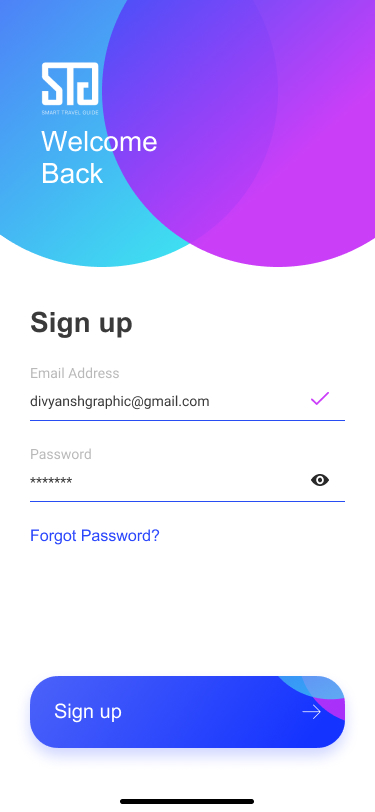 STG
SMART TRAVEL GUIDE
Welcome
Back
Sign up
Email Address
divyanshgraphic@gmail.com
Password
*******
Forgot Password?
Sign up